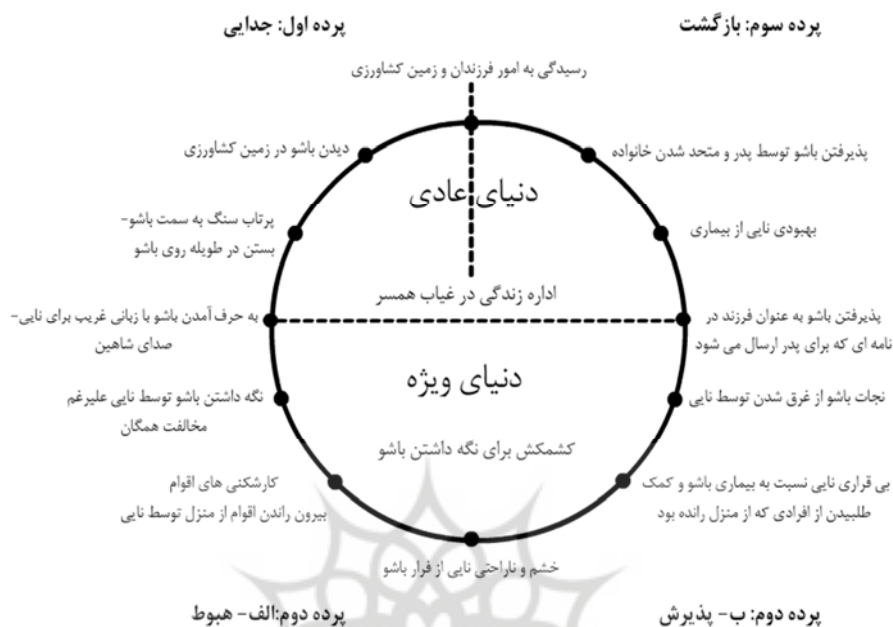 پرده سوم: بازگشت
پرده اول: جدایی
رسیدگی به امور فرزندان و زمین کشاورزی
پذیرفتن باشو توسط پدر و متحد شدن خانواده
دیدن باشو در زمین کشاورزی
دنیای عادی
بهبودی نایی از بیماری
پرتاب سنگ به سمت باشو-
بستن در طویله روی باشو
اداره زندگی در غیاب همسر
پذیرفتن باشو به عنوان فرزند در
نامه ای که برای پدر ارسال می شود
به حرف آمدن باشو با زبانی غریب برای نایی-
صدای شاهین
دنیای ویژه
نجات باشو از غرق شدن توسط نایی
نگه داشتن باشو توسط نایی علیرغم
مخالفت همگان
کشمکش برای نگه داشتن باشو
بی قراری نایی نسبت به بیماری باشو و کمک
طلبیدن از افرادی که از منزل رانده بود
کارشکنی های اقوام
بیرون راندن اقوام از منزل توسط نایی
خشم و ناراحتی نایی از فرار باشو
پرده دوم: ب- پذیرش
پرده دوم:الف- هبوط